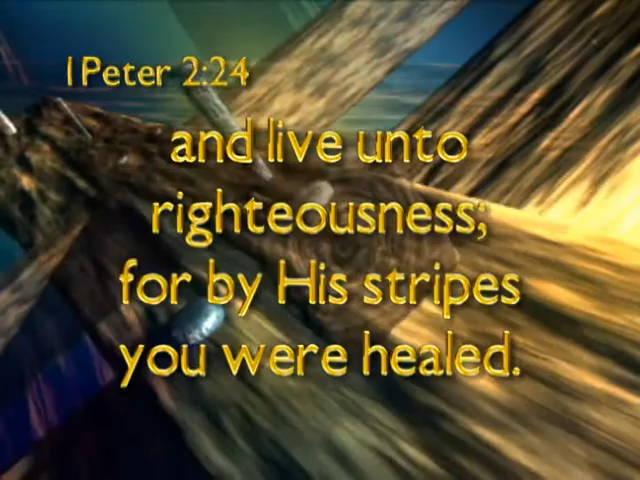 1 Peter 2:24
and live unto
righteousness;
for by His stripes
you were healed.